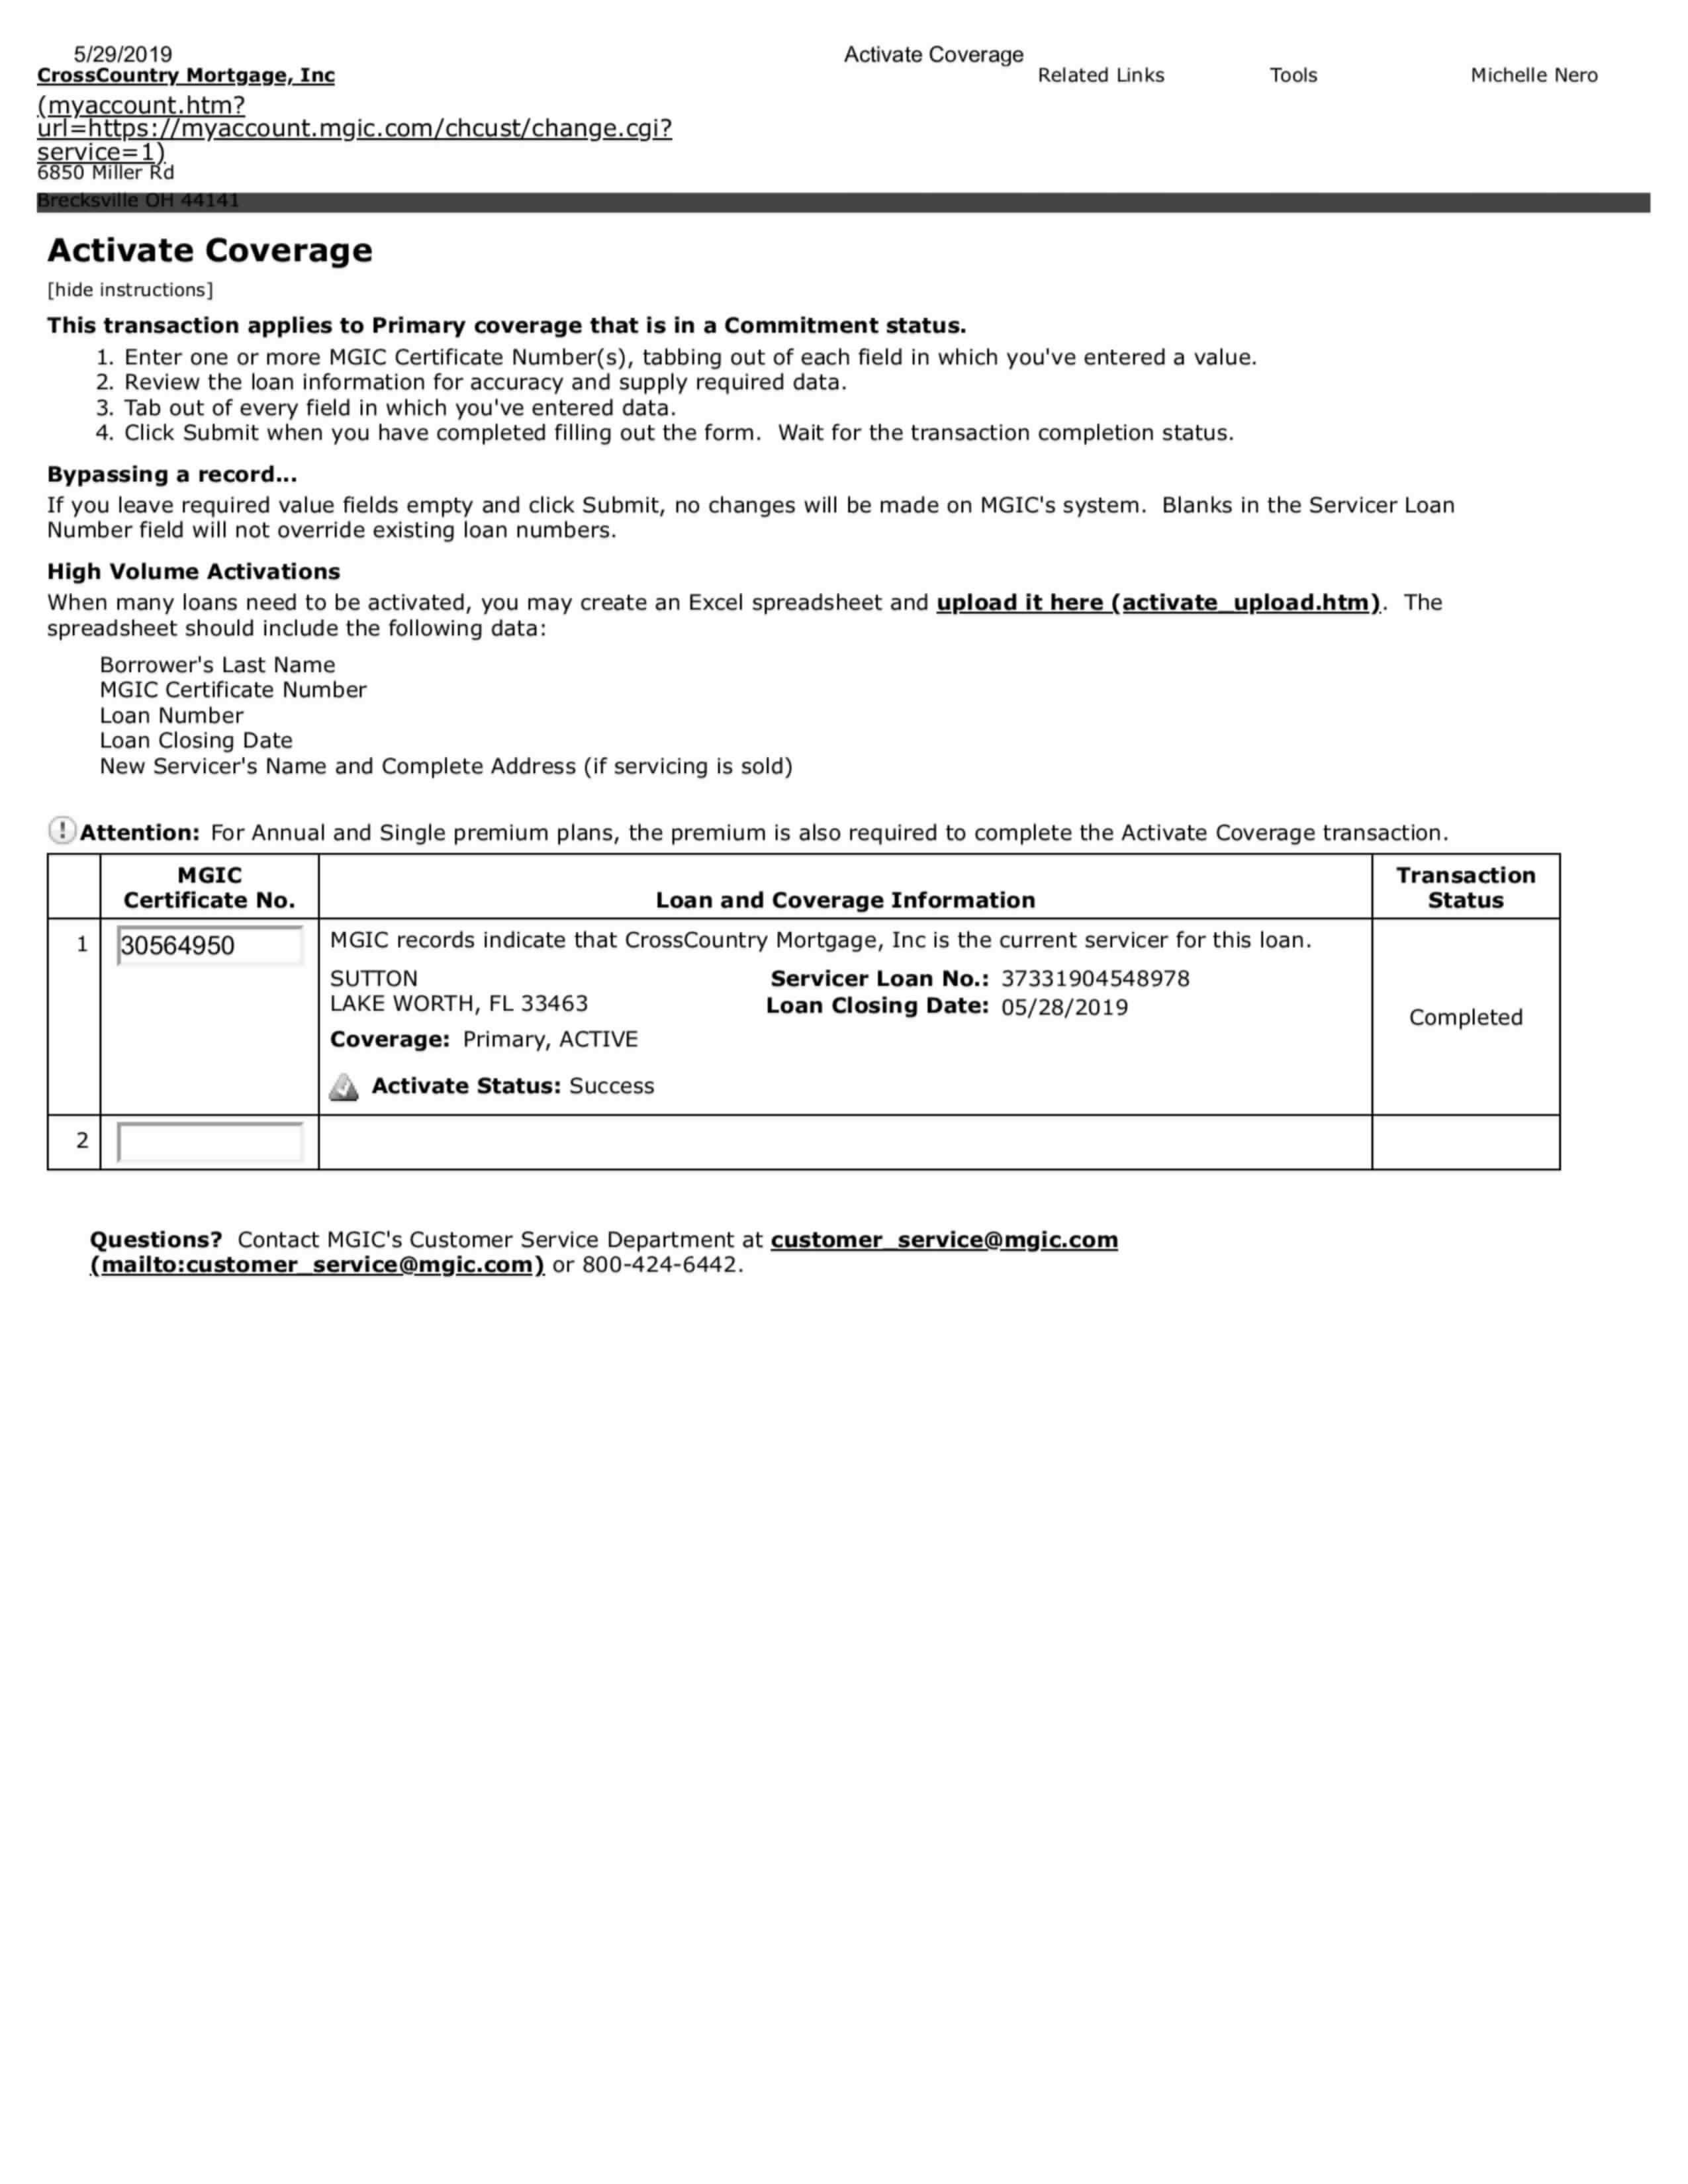 5/29/2019
Activate Coverage
CrossCountry Mortgage, Inc
Related Links
Tools
Michelle Nero
(myaccount.htm?
url=https://myaccount.mgic.com/chcust/change.cgi?
service=1)
6850 Miller Rd
Brecksville OH 44141
Activate Coverage
[hide instructions]
This transaction applies to Primary coverage that is in a Commitment status.
1. Enter one or more MGIC Certificate Number(s), tabbing out of each field in which you've entered a value.
2. Review the loan information for accuracy and supply required data.
3. Tab out of every field in which you've entered data.
4. Click Submit when you have completed filling out the form. Wait for the transaction completion status.
Bypassing a record...
If you leave required value fields empty and click Submit, no changes will be made on MGIC's system. Blanks in the Servicer Loan
Number field will not override existing loan numbers.
High Volume Activations
When many loans need to be activated, you may create an Excel spreadsheet and upload it here (activate_upload.htm). The
spreadsheet should include the following data:
Borrower's Last Name
MGIC Certificate Number
Loan Number
Loan Closing Date
New Servicer's Name and Complete Address (if servicing is sold)
! Attention: For Annual and Single premium plans, the premium is also required to complete the Activate Coverage transaction.
MGIC
Certificate No.
Loan and Coverage Information
Transaction
Status
1
30564950
MGIC records indicate that CrossCountry Mortgage, Inc is the current servicer for this loan.
SUTTON
LAKE WORTH, FL 33463
Servicer Loan No.: 37331904548978
Loan Closing Date: 05/28/2019
Coverage: Primary, ACTIVE
Activate Status: Success
Completed
2
Questions? Contact MGIC's Customer Service Department at customer_service@mgic.com
(mailto:customer_service@mgic.com) or 800-424-6442.